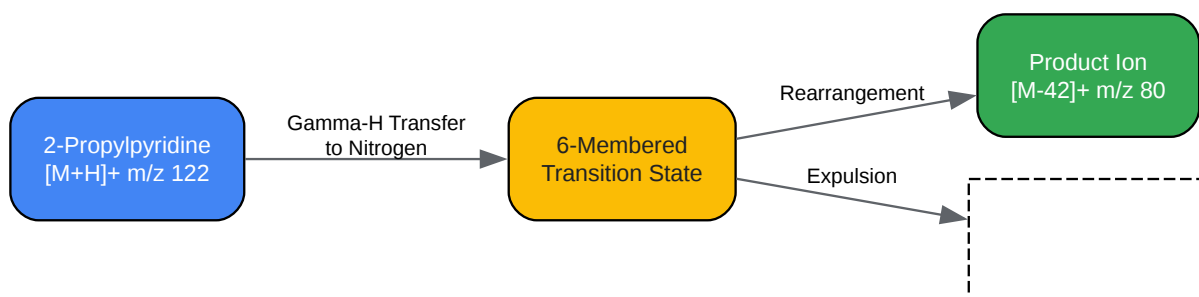 2-Propylpyridine
[M+H]+ m/z 122
Gamma-H Transfer
to Nitrogen
6-Membered
Transition State
Rearrangement
Product Ion
[M-42]+ m/z 80
Expulsion